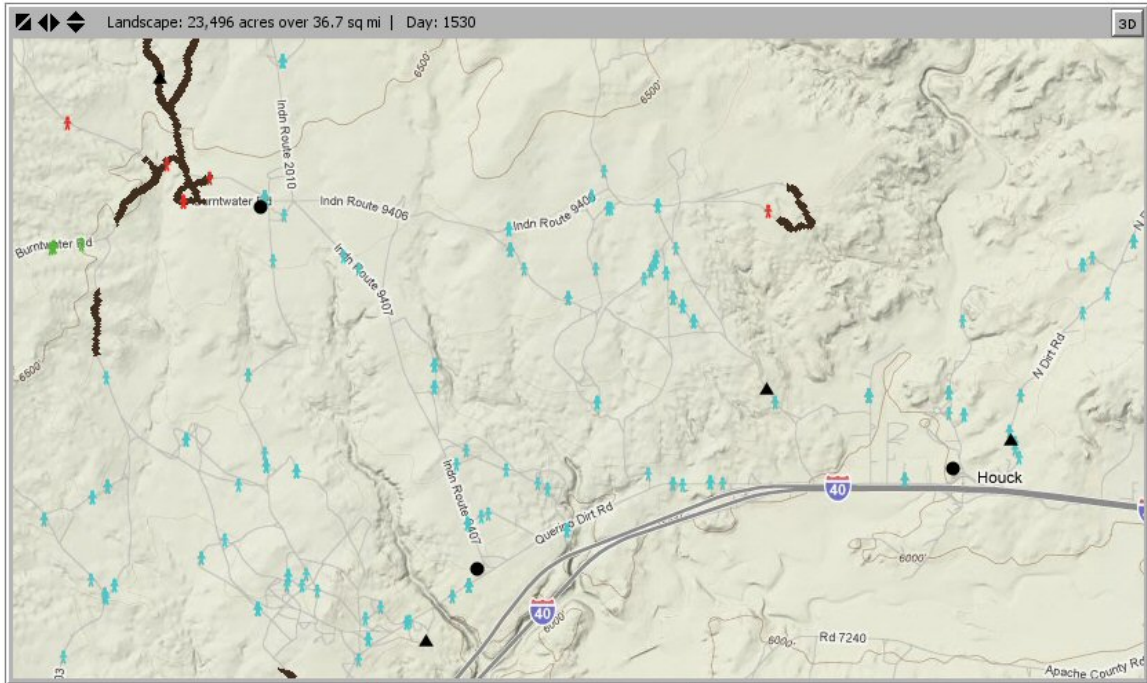 Landscape: 23,496 acres over 36.7 sq mi | Day: 1530
3D
6500'
6500'
Indn Route 2010
Burntwater Rd
Indn Route 9406
Indn Route 9406
Burntwater Rd
Indn Route 9407
N
6500'
N Dirt Rd
Indn Route 9407
Houck
40
Querino Dirt Rd
6000'
40
6000'
6000'
Rd 7240
Apache County Rd
03